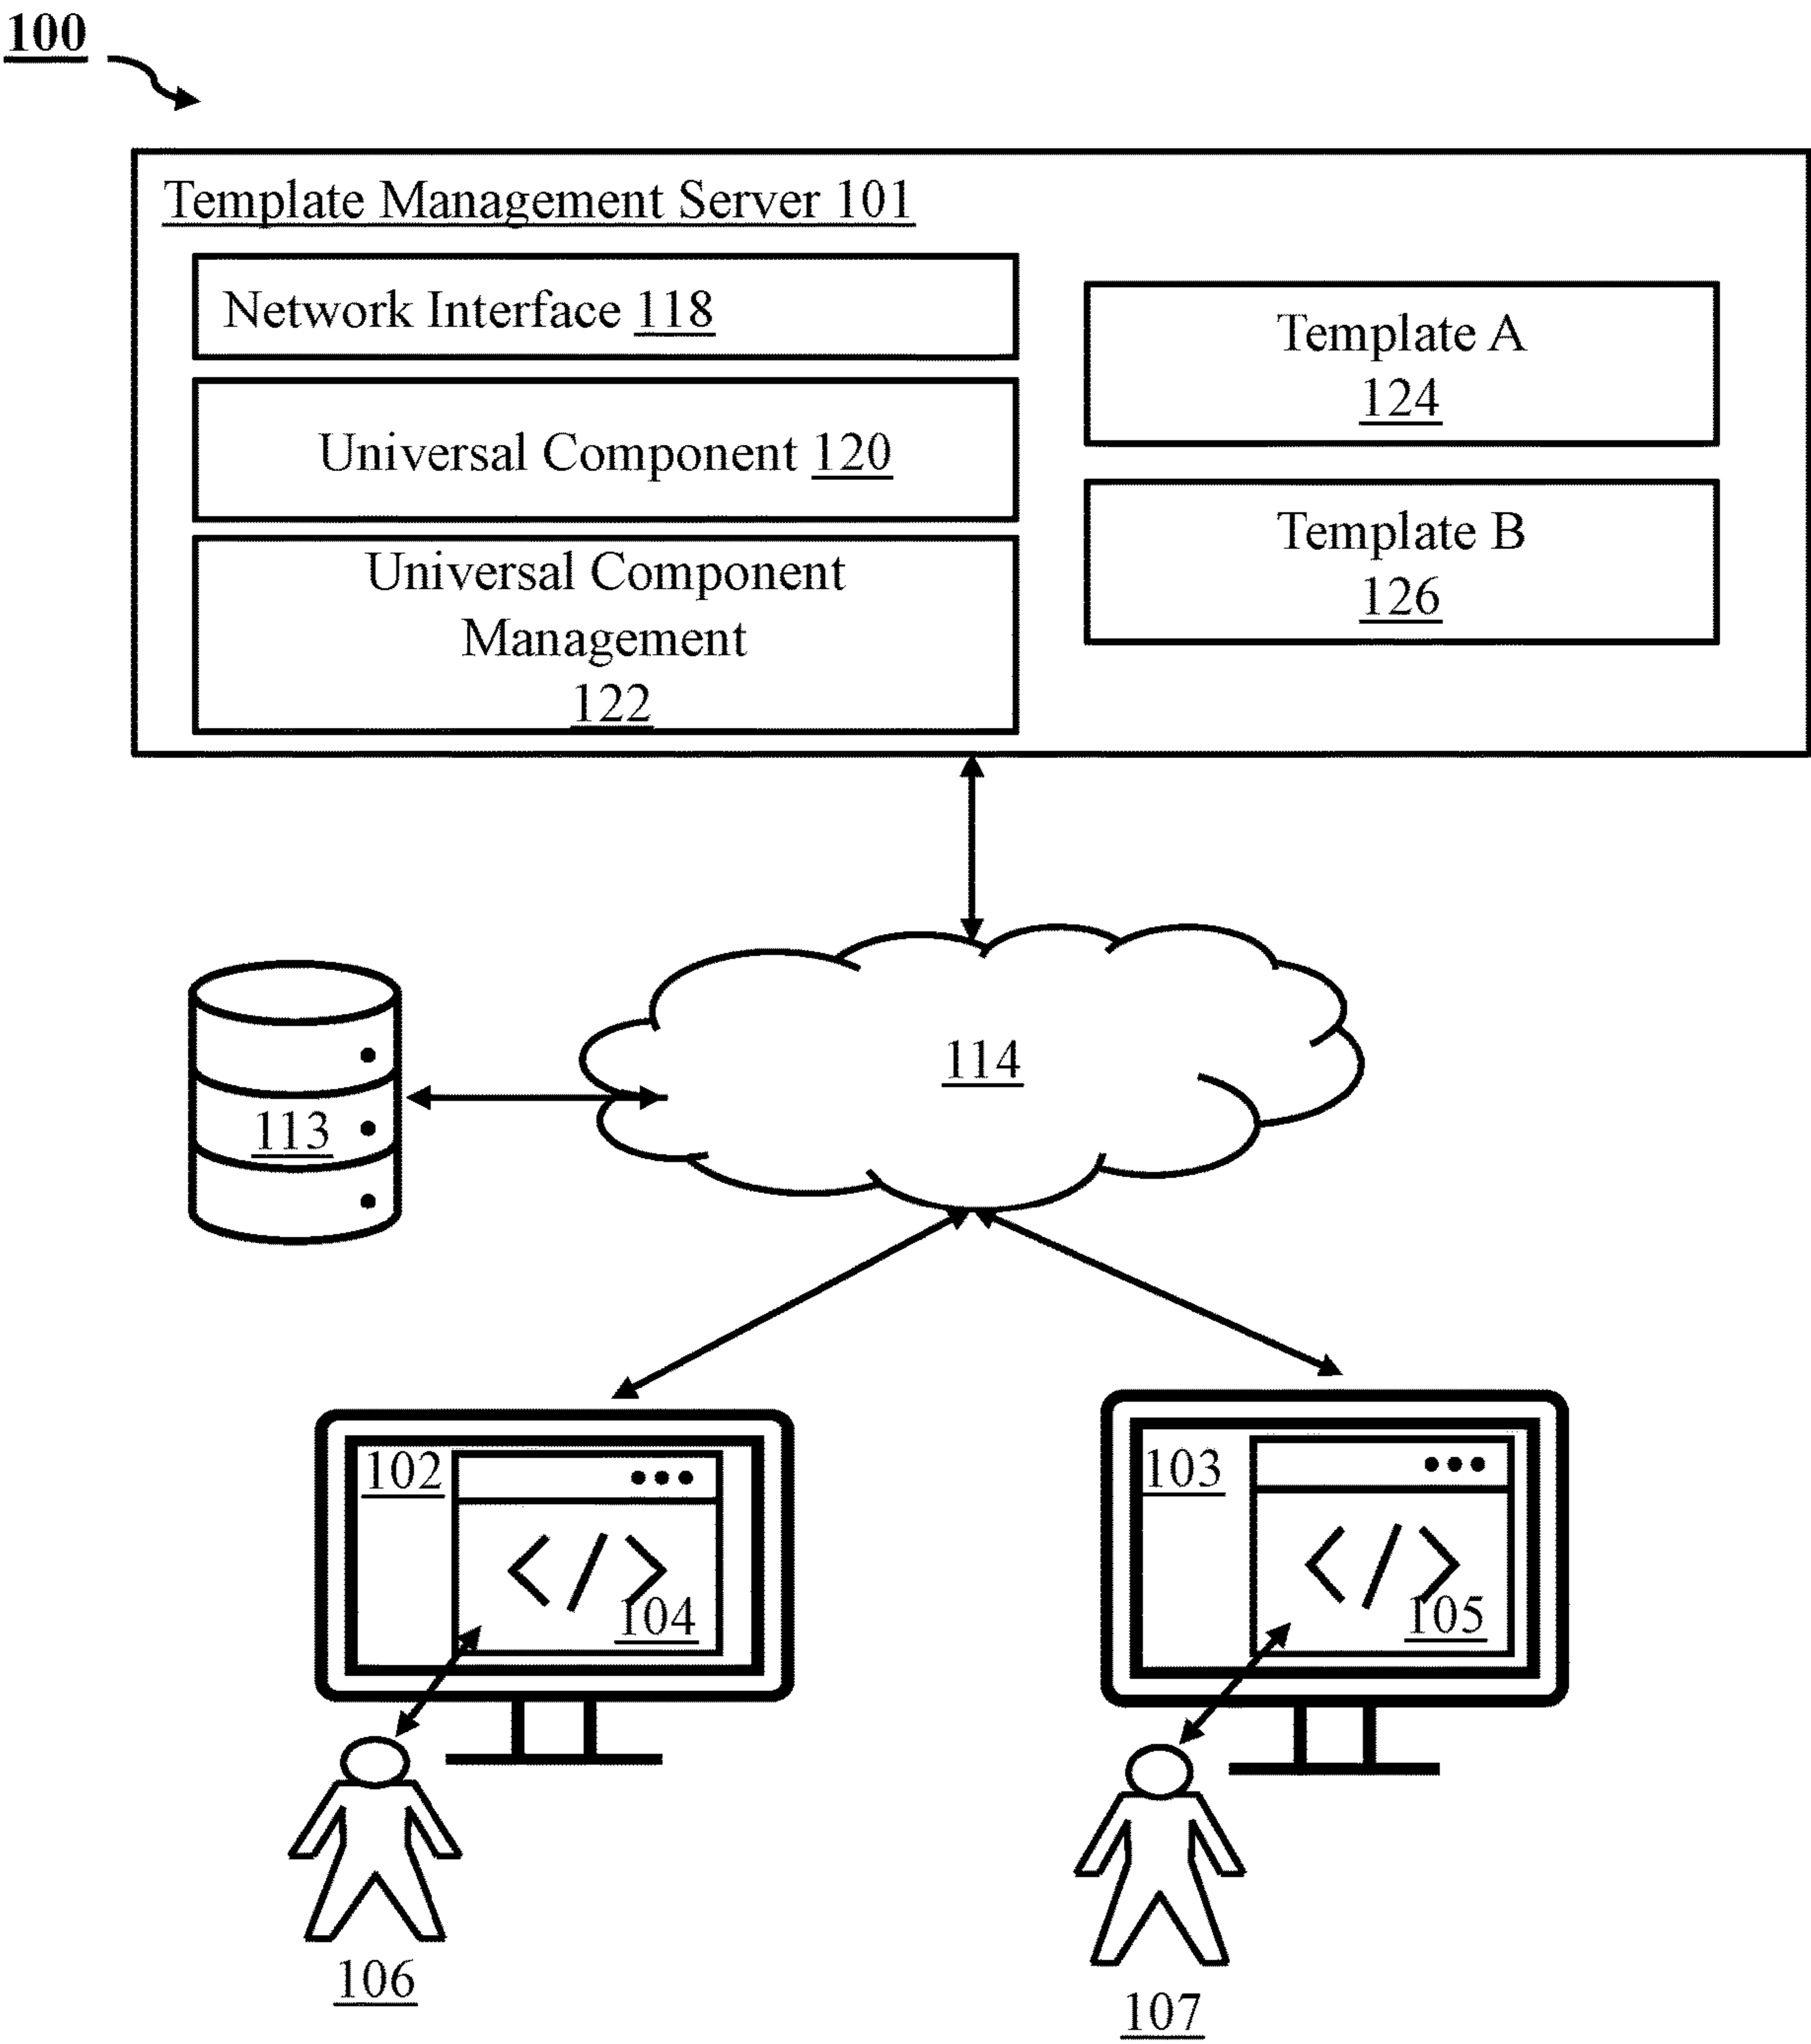 100
Template Management Server 101
Network Interface 118
Universal Component 120
Universal Component
Management
122
Template A
124
Template B
126
114
113
102
</>
104
103
</>
105
106
107